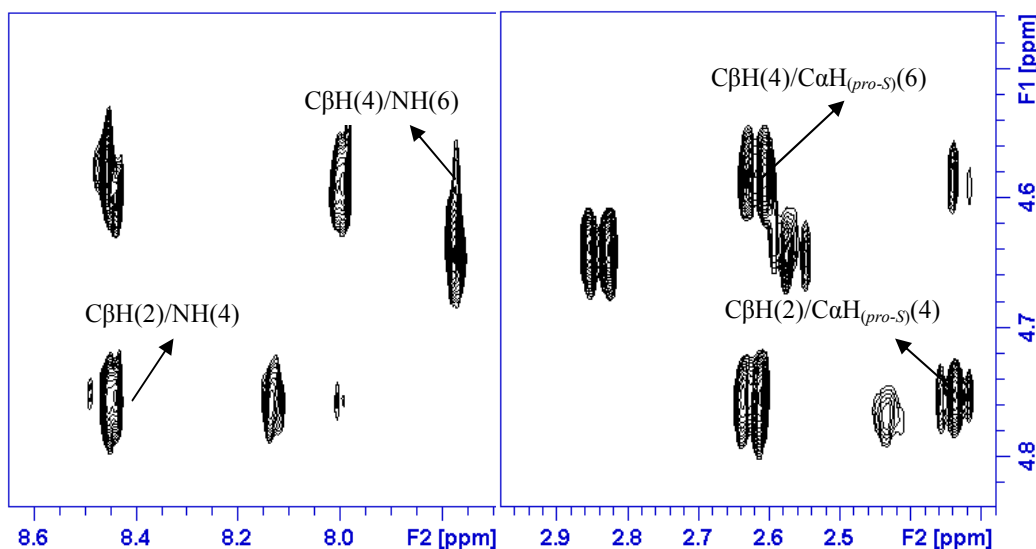 CβH(4)/NH(6)
CβH(2)/NH(4)
8.6 8.4 8.2 8.0 F2 [ppm]
CβH(4)/CαH(pro-S)(6)
CβH(2)/CαH(pro-S)(4)
2.9 2.8 2.7 2.6 2.5 F2 [ppm]
F1 [ppm]
4.6
4.7
4.8